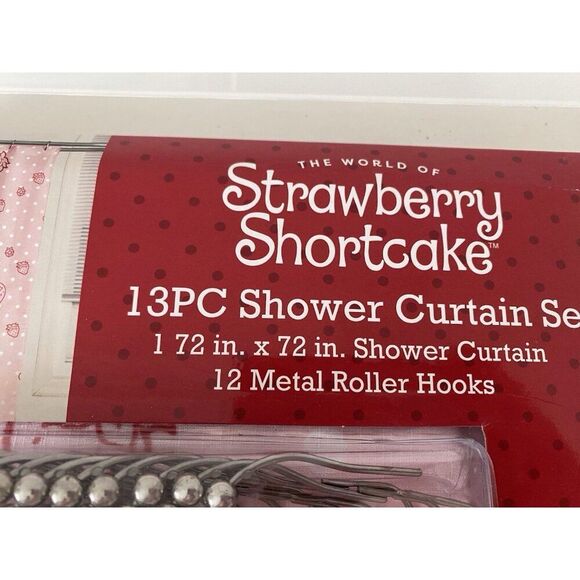 THE WORLD OF
Strawberry
Shortcake™
13PC Shower Curtain Se
1 72 in. x 72 in. Shower Curtain
12 Metal Roller Hooks